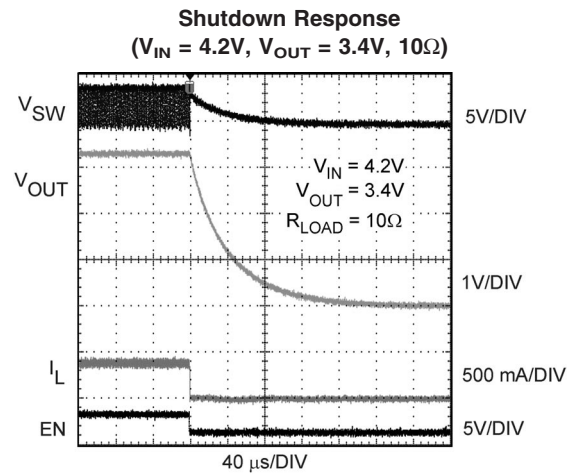 Shutdown Response
(VIN = 4.2V, VOUT = 3.4V, 10Ω)
VSW
5V/DIV
VIN = 4.2V
VOUT
VOUT = 3.4V
RLOAD = 10Ω
1V/DIV
IL
500 mA/DIV
EN
5V/DIV
40 µs/DIV